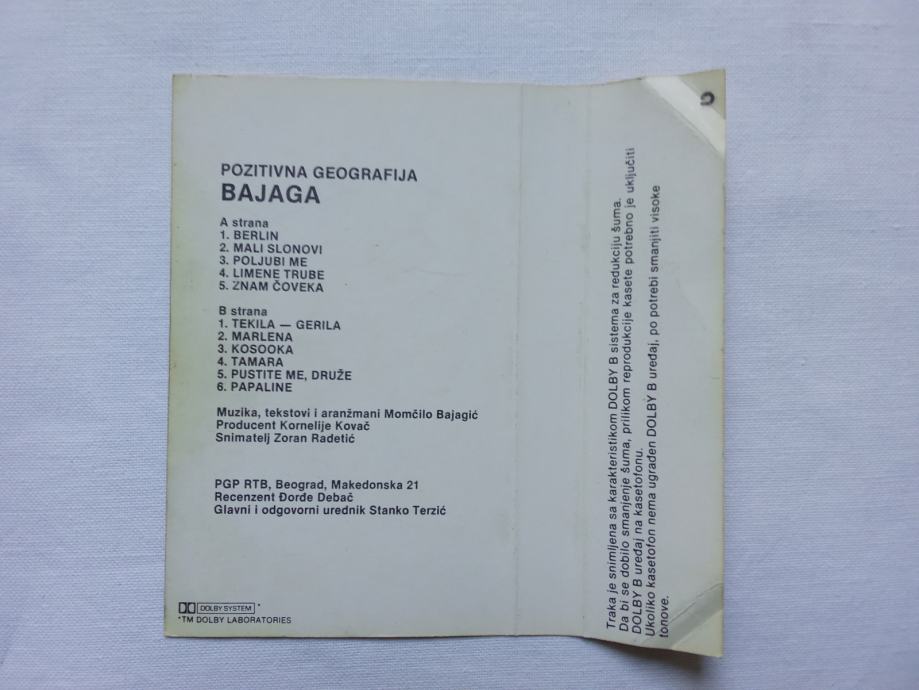 POZITIVNA GEOGRAFIJA
BAJAGA
A strana
1. BERLIN
2. MALI SLONOVI
3. POLJUBI ME
4. LIMENE TRUBE
5. ZNAM ČOVEKA
B strana
1. TEKILA — GERILA
2. MARLENA
3. KOSOOKA
4. TAMARA
5. PUSTITE ME, DRUŽE
6. PAPALINE
Muzika, tekstovi i aranžmani Momčilo Bajagić
Producent Kornelije Kovač
Snimatelj Zoran Radetić
PGP RTB, Beograd, Makedonska 21
Recenzent Đorđe Debač
Glavni i odgovorni urednik Stanko Terzić
DOLBY SYSTEM *
*TM DOLBY LABORATORIES
Traka je snimljena sa karakteristikom DOLBY B sistema za redukciju šuma.
Da bi se dobilo smanjenje šuma, prilikom reprodukcije kasete potrebno je uključiti
DOLBY B uređaj na kasetofonu.
Ukoliko kasetofon nema ugrađen DOLBY B uređaj, po potrebi smanjiti visoke
tonove.